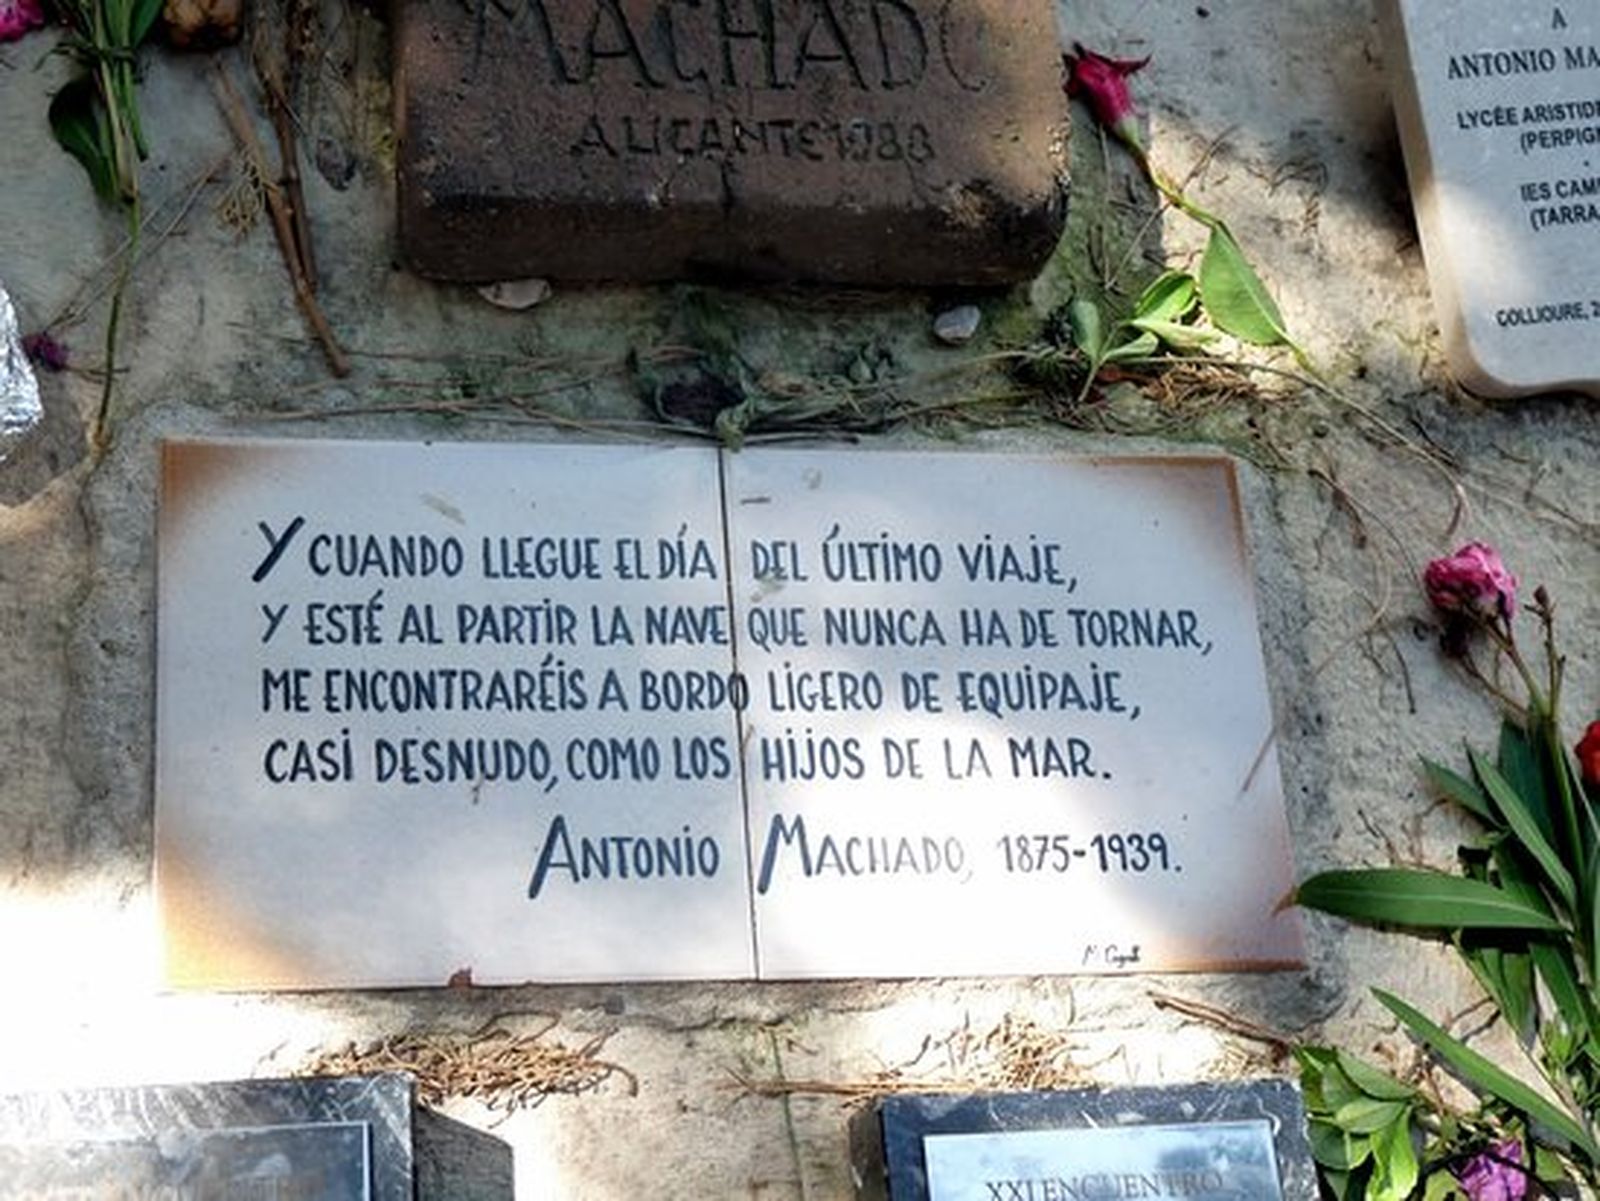 MACHADO
ALICANTE 1988
A
ANTONIO MA
LYCÉE ARISTIDE
(PERPIG
IES CAM
(TARRA
COLLIOURE, 2
Y CUANDO LLEGUE EL DÍA DEL ÚLTIMO VIAJE,
Y ESTÉ AL PARTIR LA NAVE QUE NUNCA HA DE TORNAR,
ME ENCONTRARÉIS A BORDO LIGERO DE EQUIPAJE,
CASI DESNUDO, COMO LOS HIJOS DE LA MAR.
ANTONIO MACHADO, 1875-1939.
XXI ENCUENTRO